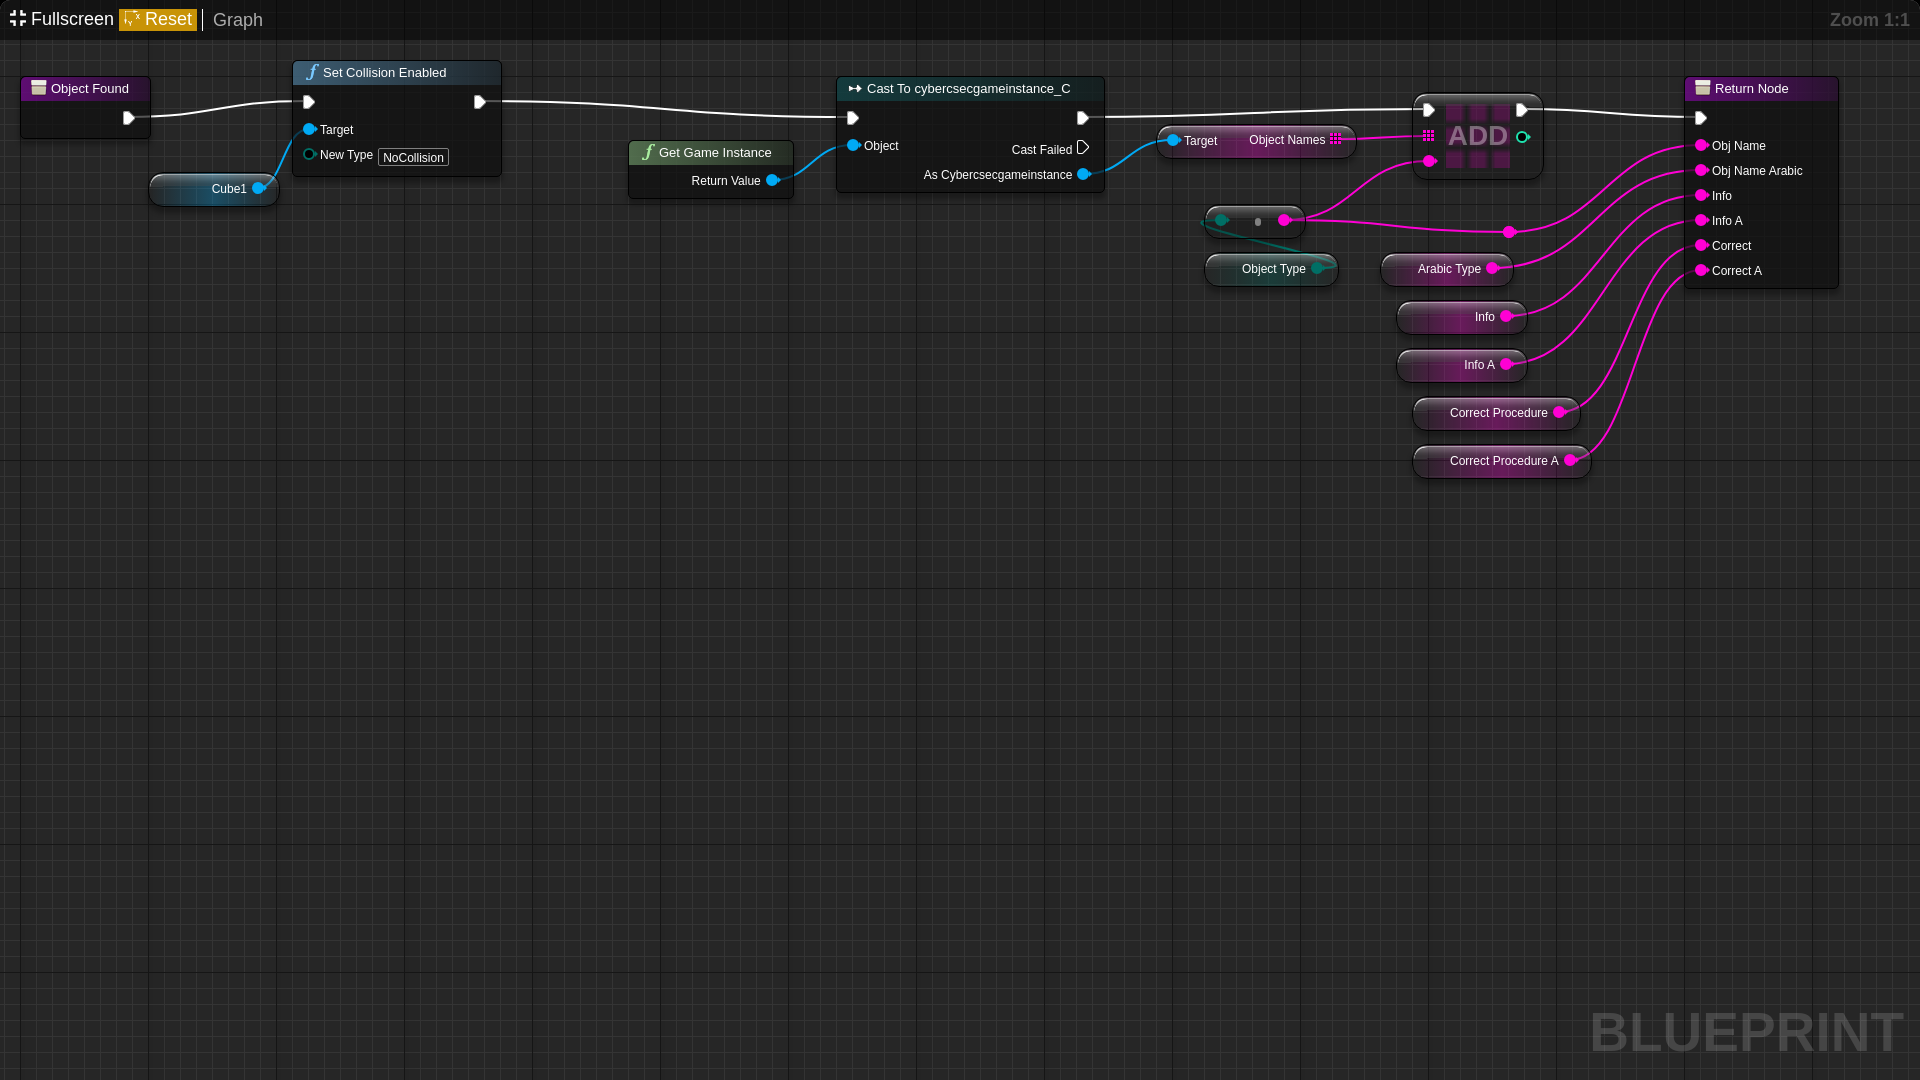 Fullscreen Reset Graph
Zoom 1:1
Object Found
Set Collision Enabled
Target
New Type NoCollision
Cube1
Get Game Instance
Return Value
Cast To cybercsecgameinstance_C
Object
Cast Failed
As Cybercsecgameinstance
Target Object Names
ADD
Object Type
Arabic Type
Info
Info A
Correct Procedure
Correct Procedure A
Return Node
Obj Name
Obj Name Arabic
Info
Info A
Correct
Correct A
BLUEPRINT